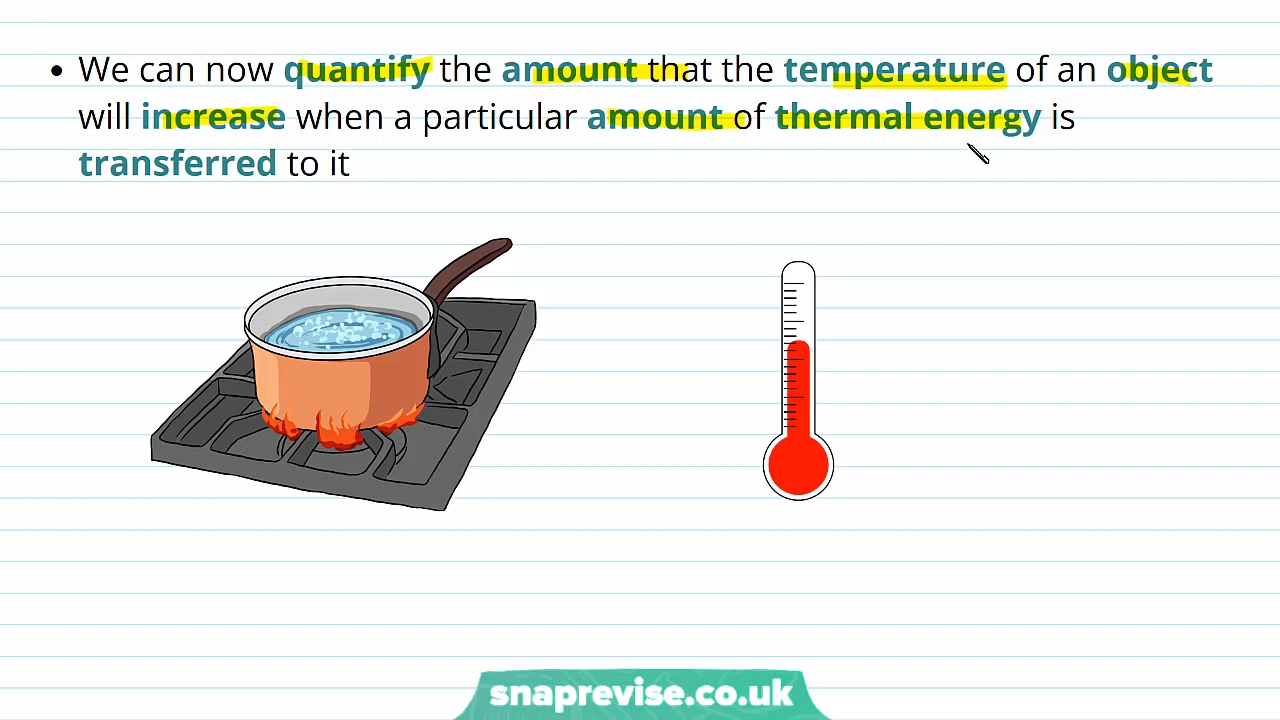 • We can now quantify the amount that the temperature of an object
will increase when a particular amount of thermal energy is
transferred to it
snaprevise.co.uk